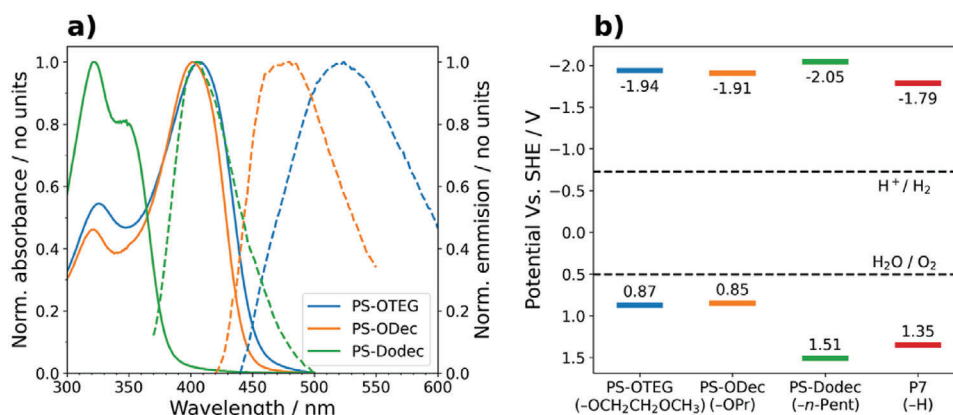 a)
Norm. absorbance / no units
1.0
0.8
0.6
0.4
0.2
0.0
300
350
400
450
500
550
600
Wavelength / nm
1.0
0.8
0.6
0.4
0.2
0.0
Norm. emmision / no units
PS-OTEG
PS-ODec
PS-Dodec
b)
Potential Vs. SHE / V
−2.0
−1.5
−1.0
−0.5
0.0
0.5
1.0
1.5
-1.94
-1.91
-2.05
-1.79
H⁺/ H₂
H₂O / O₂
0.87
0.85
1.51
1.35
PS-OTEG
(–OCH₂CH₂OCH₃)
PS-ODec
(–OPr)
PS-Dodec
(–n-Pent)
P7
(–H)